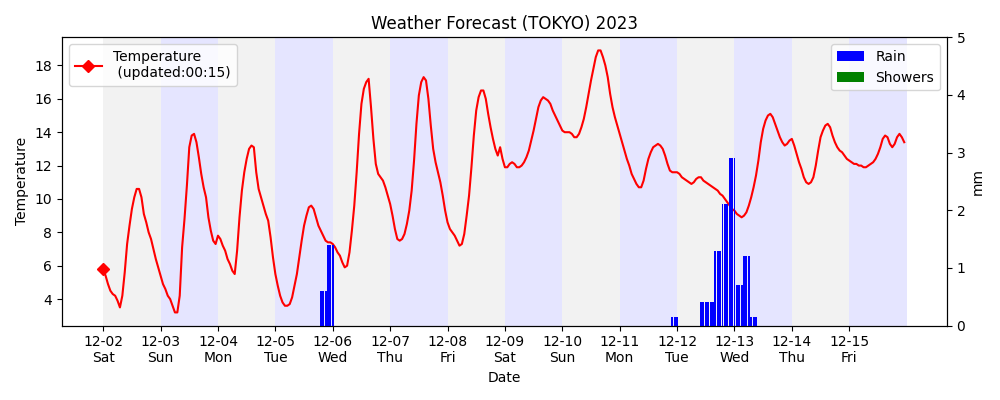 Weather Forecast (TOKYO) 2023
Temperature
(updated:00:15)
Rain
Showers
Temperature
18
16
14
12
10
8
6
4
5
4
3
2
1
0
mm
12-02 12-03 12-04 12-05 12-06 12-07 12-08 12-09 12-10 12-11 12-12 12-13 12-14 12-15
Sat Sun Mon Tue Wed Thu Fri Sat Sun Mon Tue Wed Thu Fri
Date